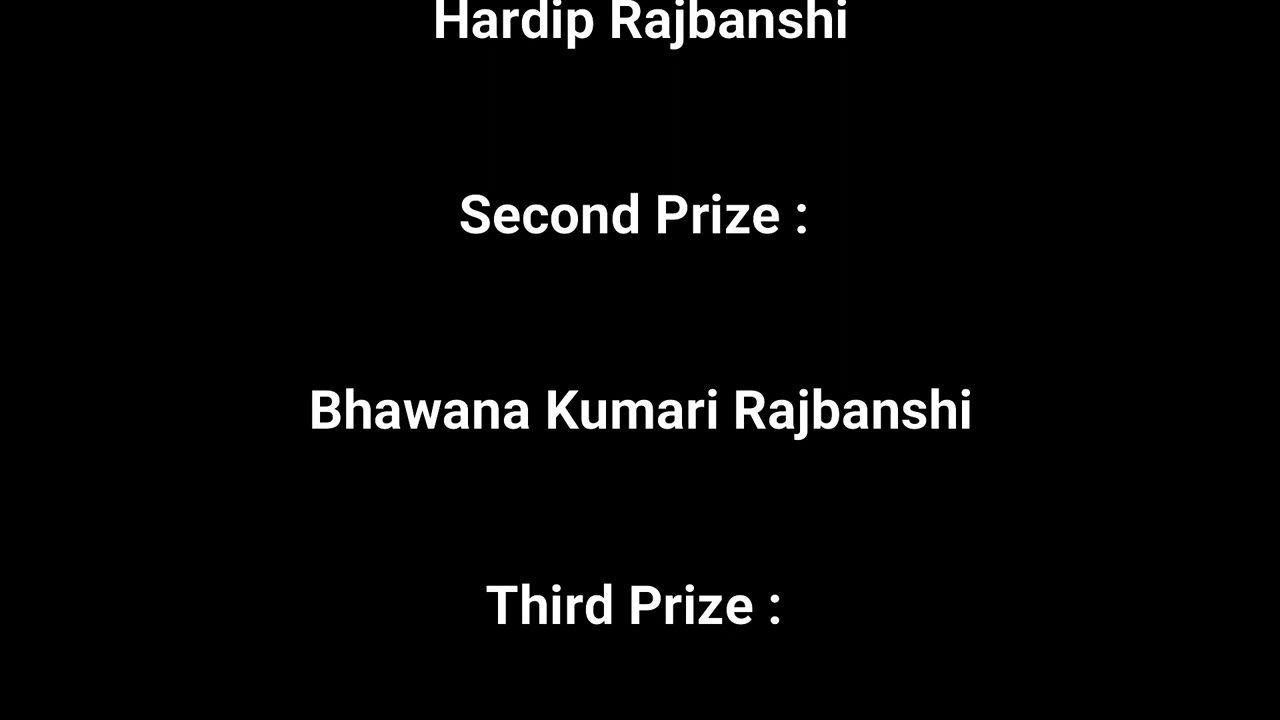 Hardip Rajbanshi
Second Prize :
Bhawana Kumari Rajbanshi
Third Prize :